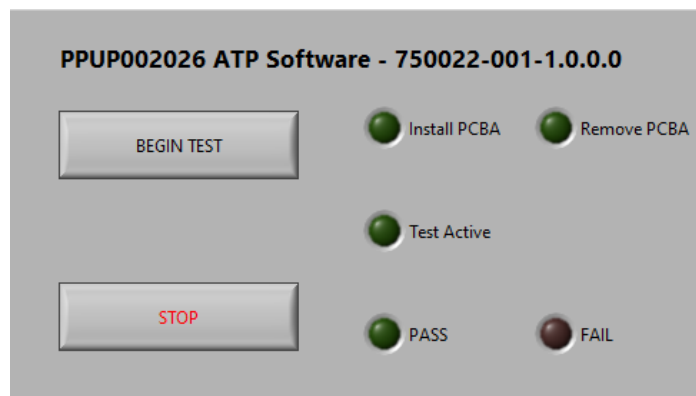 PPUP002026 ATP Software - 750022-001-1.0.0.0
BEGIN TEST
Install PCBA
Remove PCBA
Test Active
STOP
PASS
FAIL